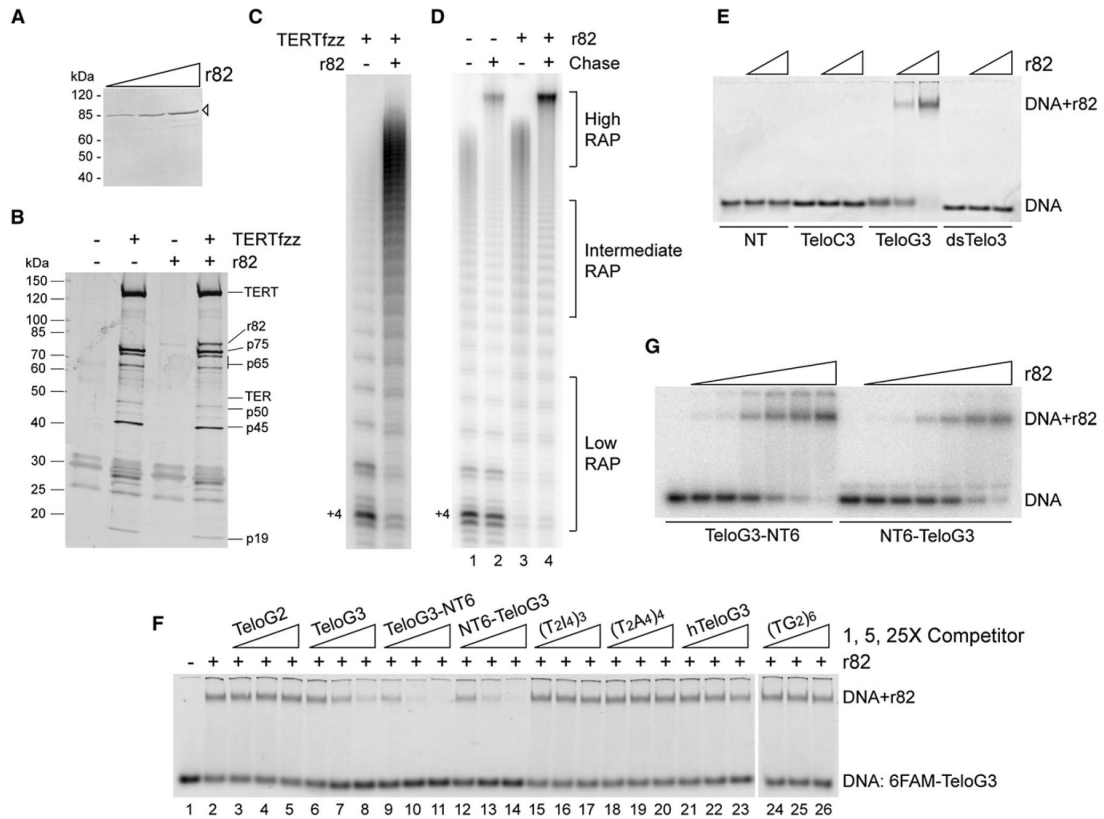 A
kDa
r82
120 -
85 -
60 -
50 -
40 -
B
- + - + TERTfzz
- - + + r82
kDa
150
120
100
85
70
60
50
40
30
25
20
TERT
r82
p75
p65
TER
p50
p45
p19
C
TERTfzz + +
r82 - +
+4
D
- - + + r82
- + - + Chase
High
RAP
Intermediate
RAP
Low
RAP
+4
1 2 3 4
E
r82
DNA+r82
DNA
NT TeloC3 TeloG3 dsTelo3
G
r82
DNA+r82
DNA
TeloG3-NT6 NT6-TeloG3
F
TeloG2 TeloG3 TeloG3-NT6 NT6-TeloG3 (T2I4)3 (T2A4)4 hTeloG3 (TG2)6
1, 5, 25X Competitor
- + + + + + + + + + + + + + + + + + + + + + + + + + r82
DNA+r82
DNA: 6FAM-TeloG3
1 2 3 4 5 6 7 8 9 10 11 12 13 14 15 16 17 18 19 20 21 22 23 24 25 26